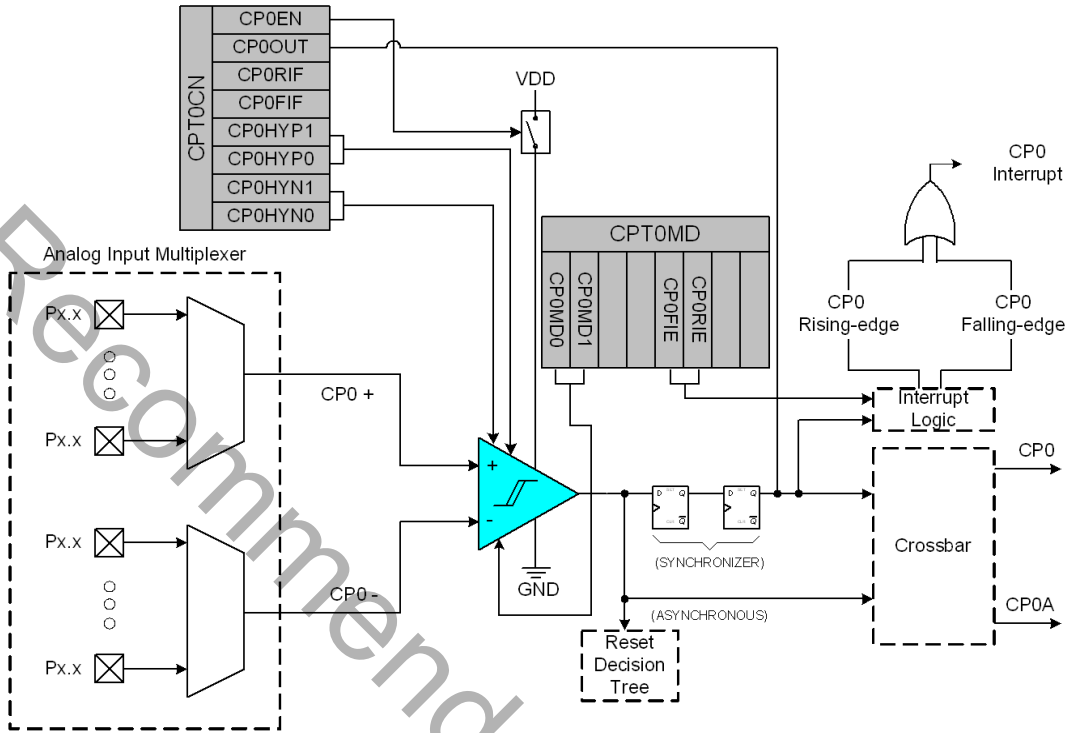 CPT0CN
CP0EN
CP0OUT
CP0RIF
CP0FIF
CP0HYP1
CP0HYP0
CP0HYN1
CP0HYN0
VDD
CP0
Interrupt
CPT0MD
CP0MD0
CP0MD1
CP0FIE
CP0RIE
CP0
Rising-edge
CP0
Falling-edge
Analog Input Multiplexer
Px.x
Px.x
Px.x
Px.x
CP0 +
CP0 -
+
-
GND
D
Q
Q
D
Q
Q
(SYNCHRONIZER)
(ASYNCHRONOUS)
Interrupt
Logic
Crossbar
CP0
CP0A
Reset
Decision
Tree
Recommend